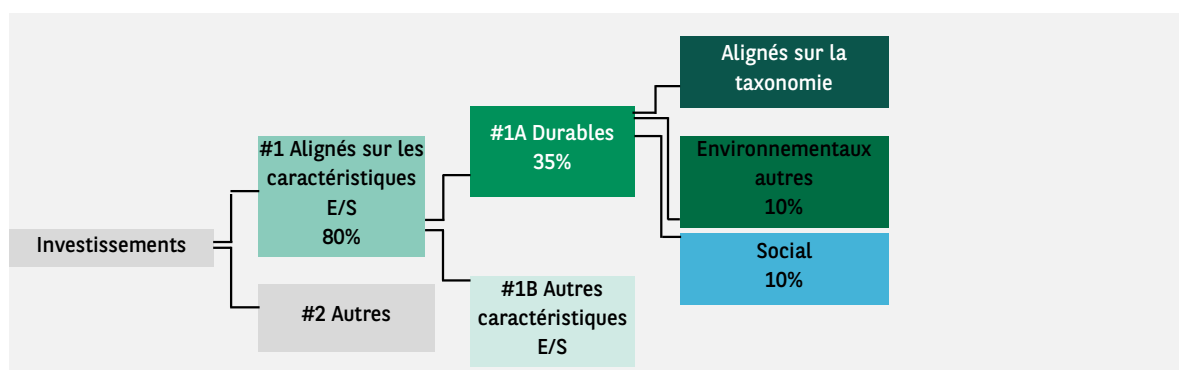 Investissements
#1 Alignés sur les
caractéristiques
E/S
80%
#2 Autres
#1A Durables
35%
#1B Autres
caractéristiques
E/S
Alignés sur la
taxonomie
Environnementaux
autres
10%
Social
10%